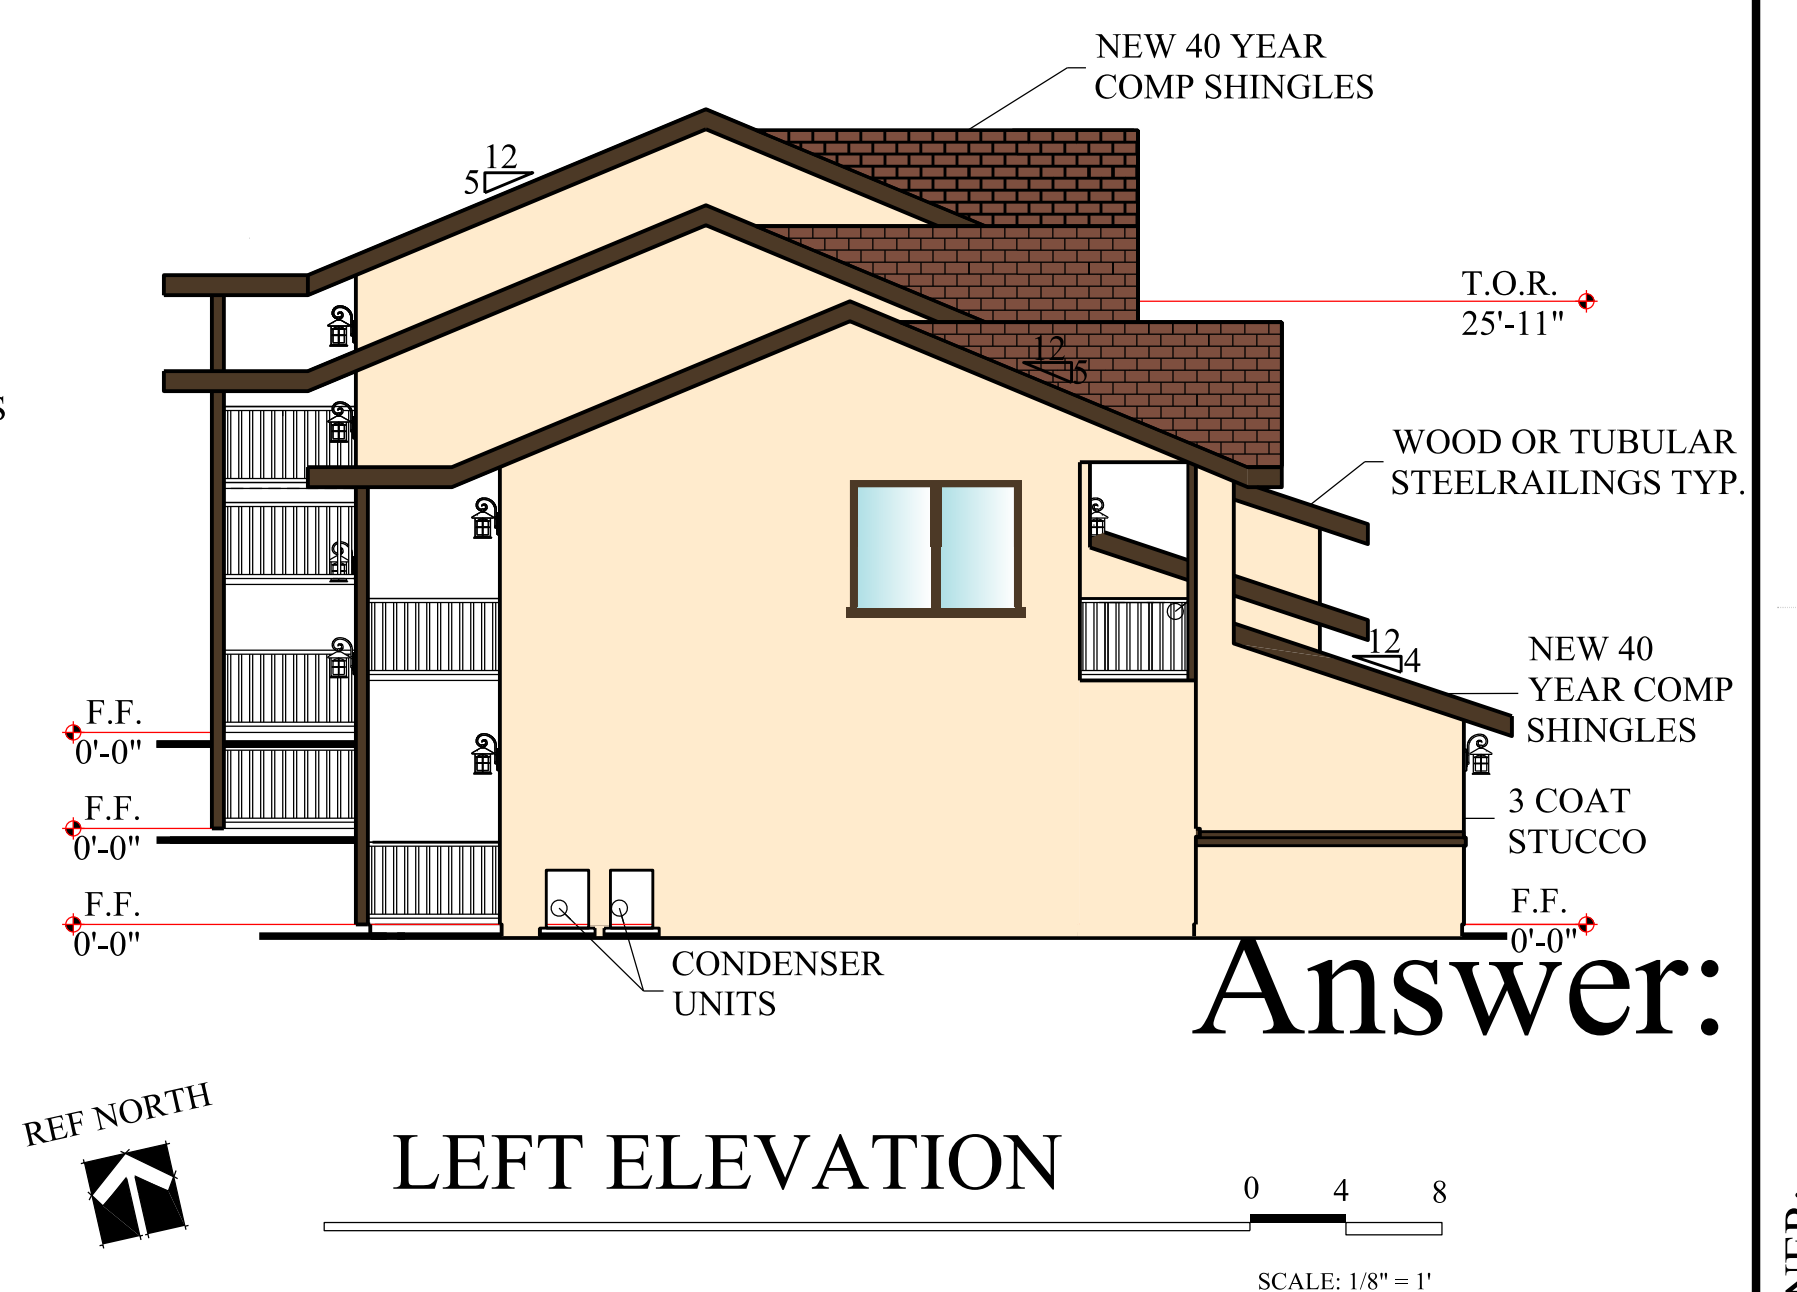 NEW 40 YEAR
COMP SHINGLES
12
5
T.O.R.
25'-11"
12
5
S
WOOD OR TUBULAR
STEELRAILINGS TYP.
12
4
NEW 40
YEAR COMP
SHINGLES
F.F.
0'-0"
F.F.
0'-0"
3 COAT
STUCCO
F.F.
0'-0"
F.F.
0'-0"
CONDENSER
UNITS
Answer:
REF NORTH
LEFT ELEVATION
0 4 8
SCALE: 1/8" = 1'